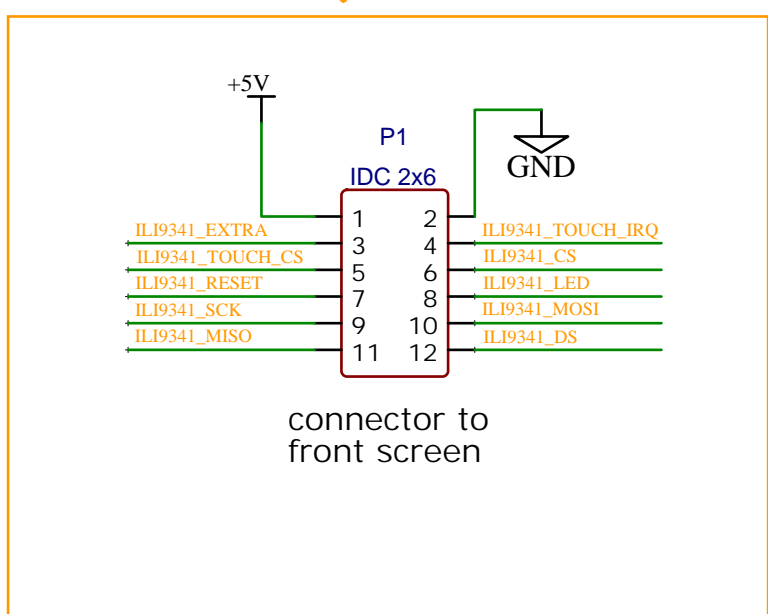 +5V
P1
IDC 2x6
GND
1 2
ILI9341_EXTRA 3 4 ILI9341_TOUCH_IRQ
ILI9341_TOUCH_CS 5 6 ILI9341_CS
ILI9341_RESET 7 8 ILI9341_LED
ILI9341_SCK 9 10 ILI9341_MOSI
ILI9341_MISO 11 12 ILI9341_DS
connector to
front screen